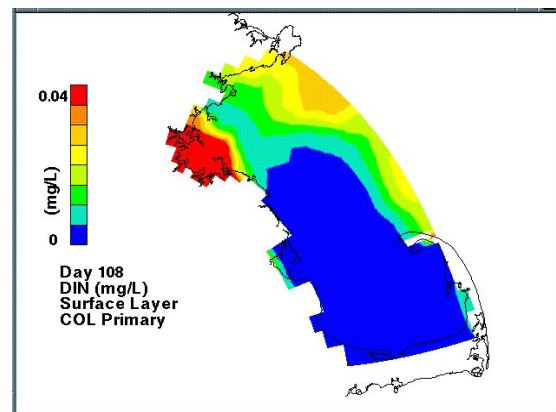 0.04
(mg/L)
0
Day 108
DIN (mg/L)
Surface Layer
COL Primary